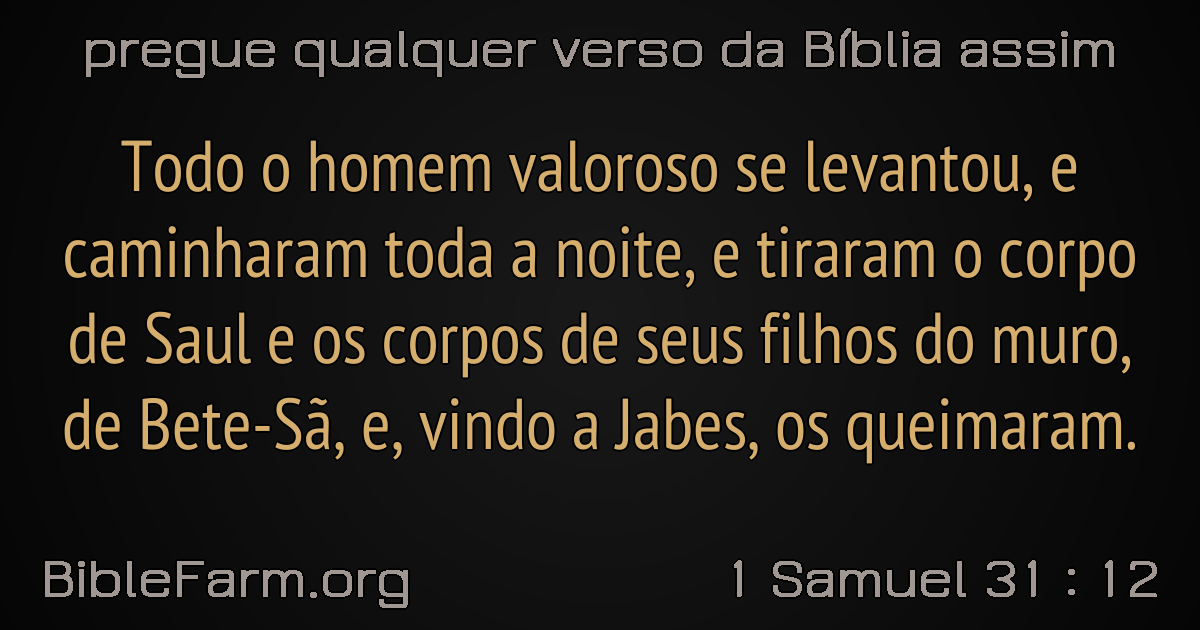 pregue qualquer verso da Bíblia assim
Todo o homem valoroso se levantou, e
caminharam toda a noite, e tiraram o corpo
de Saul e os corpos de seus filhos do muro,
de Bete-Sã, e, vindo a Jabes, os queimaram.
BibleFarm.org
1 Samuel 31 : 12